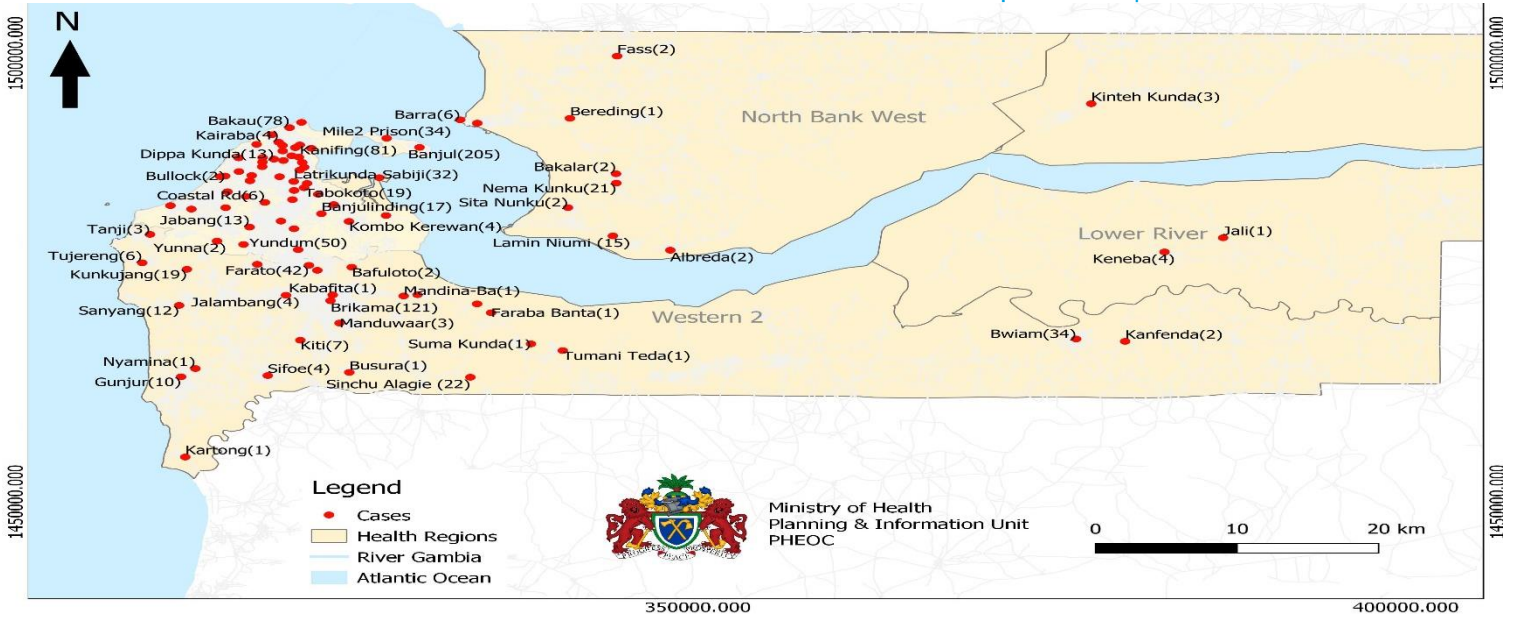 N
1500000.000
1500000.000
Fass(2)
Kinteh Kunda(3)
Bakau(78)
Barra(6)
Bereding(1)
North Bank West
Kairaba(4)
Mile2 Prison(34)
Dippa Kunda(13)
Kanifing(81)
Banjul(205)
Bullock(2)
Latrikunda Sabiji(32)
Bakalar(2)
Coastal Rd(6)
Tabokoto(19)
Nema Kunku(21)
Banjulinding(17)
Sita Nunku(2)
Jabang(13)
Kombo Kerewan(4)
Tanji(3)
Yunna(2)
Yundum(50)
Lamin Niumi (15)
Albreda(2)
Lower River
Jali(1)
Keneba(4)
Tujereng(6)
Kunkujang(19)
Farato(42)
Bafuloto(2)
Kabafita(1)
Mandina-Ba(1)
Sanyang(12)
Jalambang(4)
Brikama(121)
Faraba Banta(1)
Western 2
Manduwaar(3)
Bwiam(34)
Kanfenda(2)
Kiti(7)
Suma Kunda(1)
Tumani Teda(1)
Nyamina(1)
Gunjur(10)
Sifoe(4)
Busura(1)
Sinchu Alagie (22)
Kartong(1)
1450000.000
1450000.000
Legend
Cases
Health Regions
River Gambia
Atlantic Ocean
Ministry of Health
Planning & Information Unit
PHEOC
0 10 20 km
350000.000
400000.000